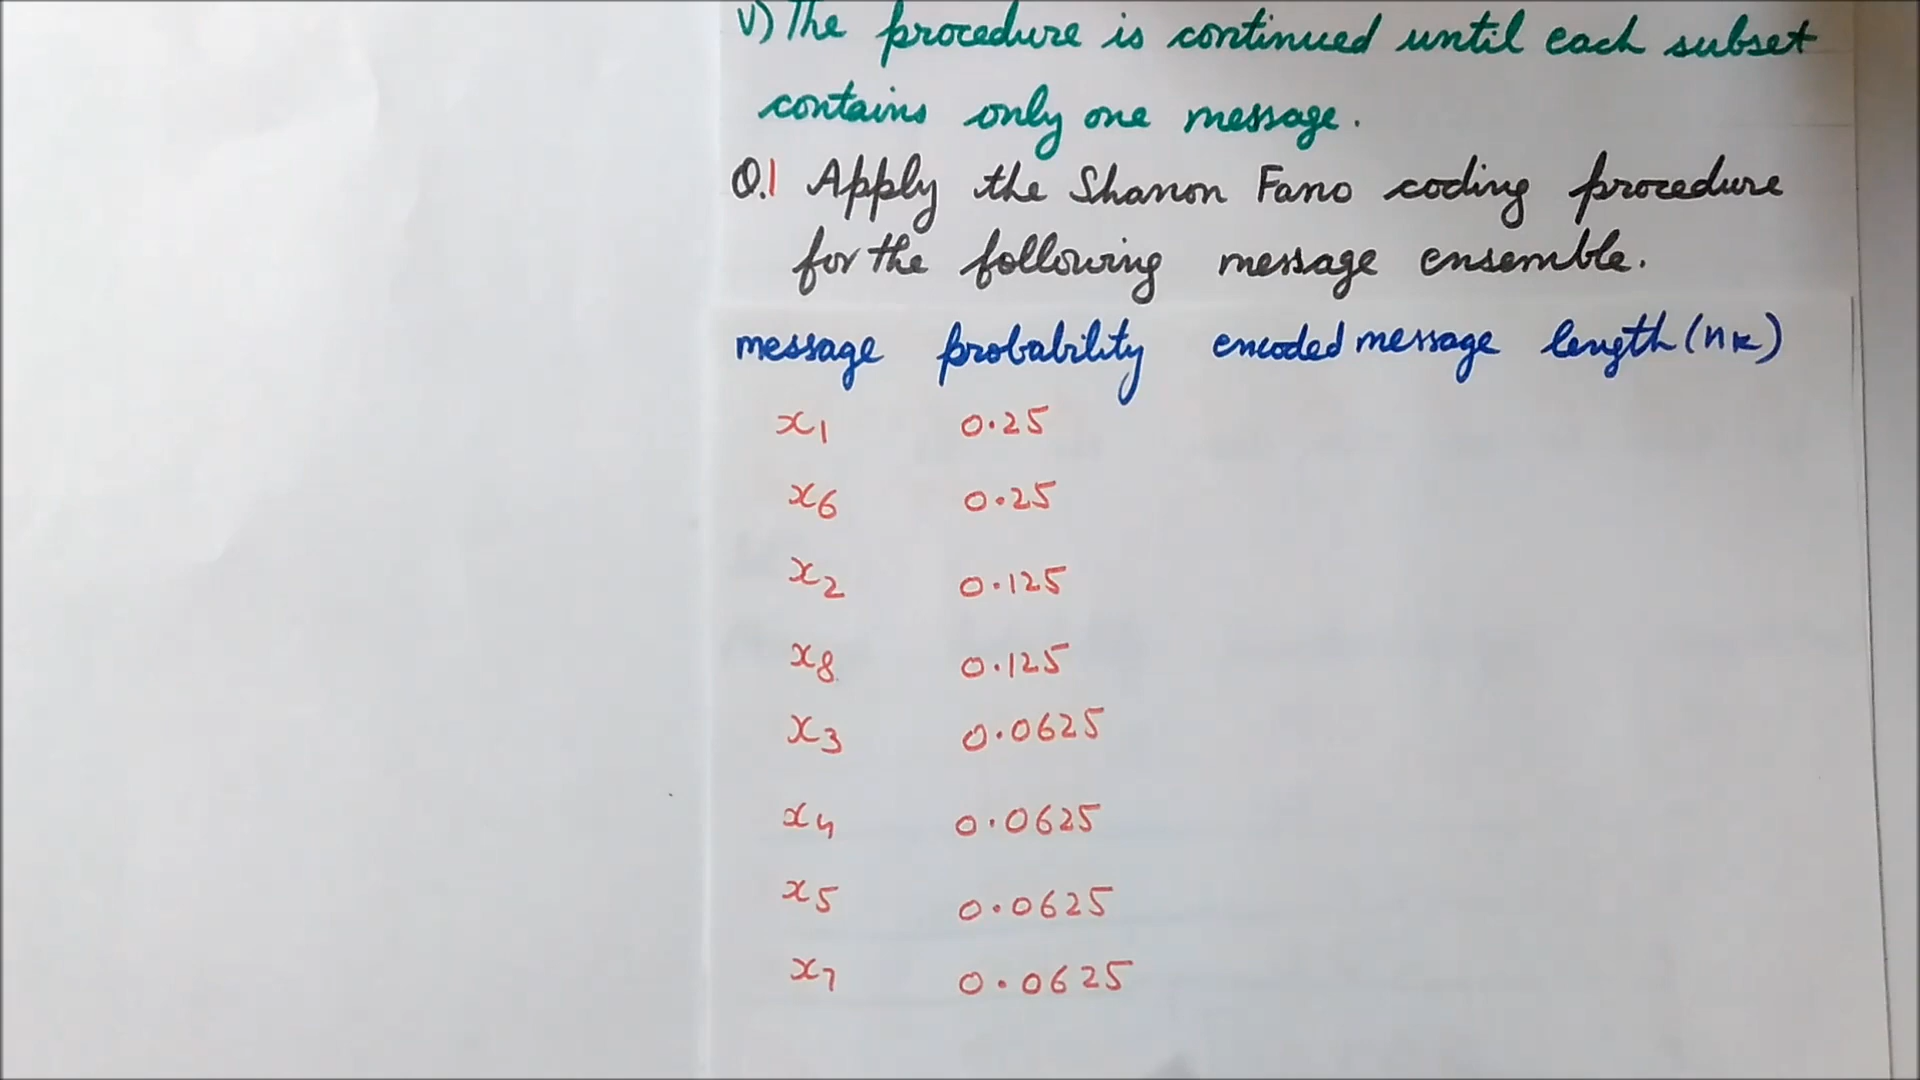 v) The procedure is continued until each subset
contains only one message.
Q.1 Apply the Shanon Fano coding procedure
for the following message ensemble.
message probability encoded message length (nk)
x1 0.25
x6 0.25
x2 0.125
x8 0.125
x3 0.0625
x4 0.0625
x5 0.0625
x7 0.0625